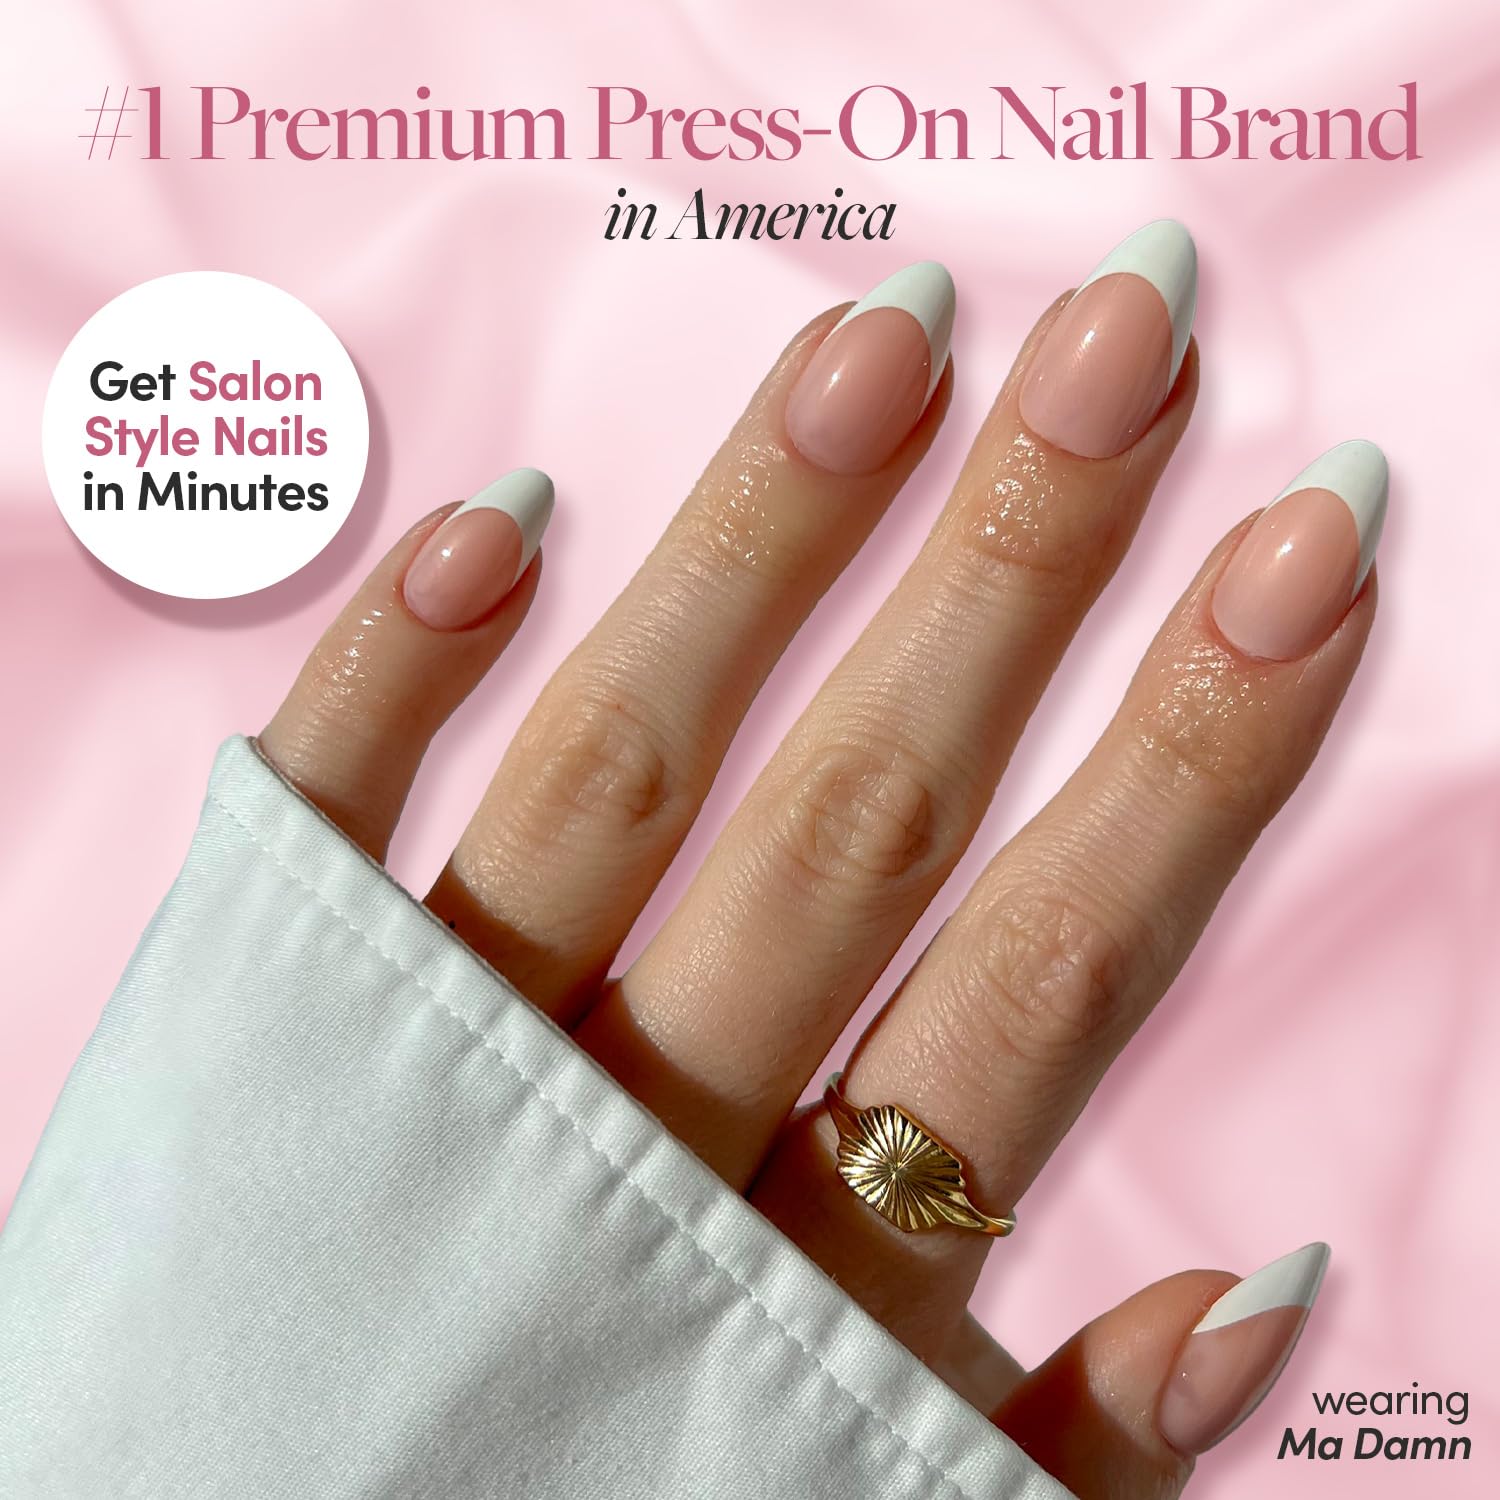 #1 Premium Press-On Nail Brand
in America
Get Salon
Style Nails
in Minutes
wearing
Ma Damn